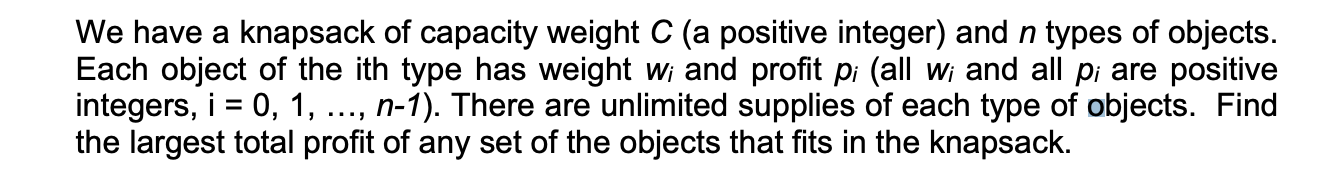 We have a knapsack of capacity weight C (a positive integer) and n types of objects.
Each object of the ith type has weight wᵢ and profit pᵢ (all wᵢ and all pᵢ are positive
integers, i = 0, 1, ..., n-1). There are unlimited supplies of each type of objects. Find
the largest total profit of any set of the objects that fits in the knapsack.